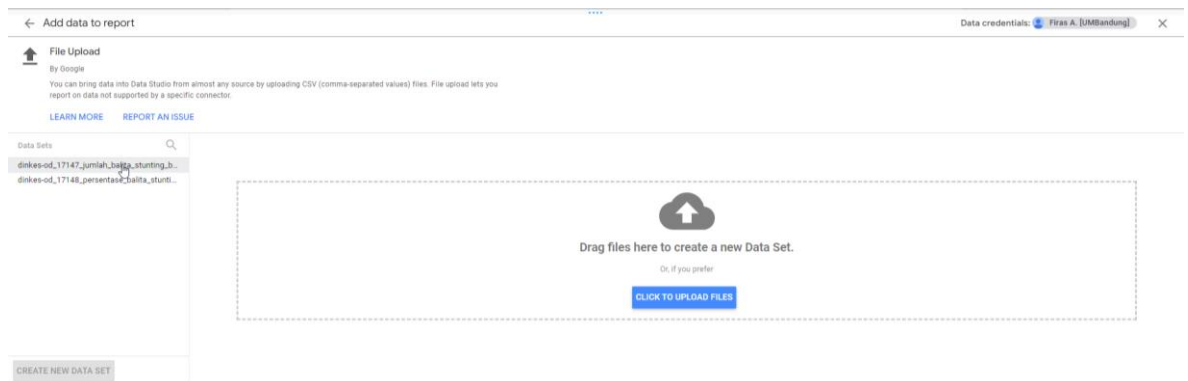 Add data to report
Data credentials: Firas A. [UMBandung]
File Upload
By Google
You can bring data into Data Studio from almost any source by uploading CSV (comma-separated values) files. File upload lets you
report on data not supported by a specific connector.
LEARN MORE REPORT AN ISSUE
Data Sets
dinkes-od_17147_jumlah_balita_stunting_b...
dinkes-od_17148_persentase_balita_stunti...
Drag files here to create a new Data Set.
Or, if you prefer
CLICK TO UPLOAD FILES
CREATE NEW DATA SET